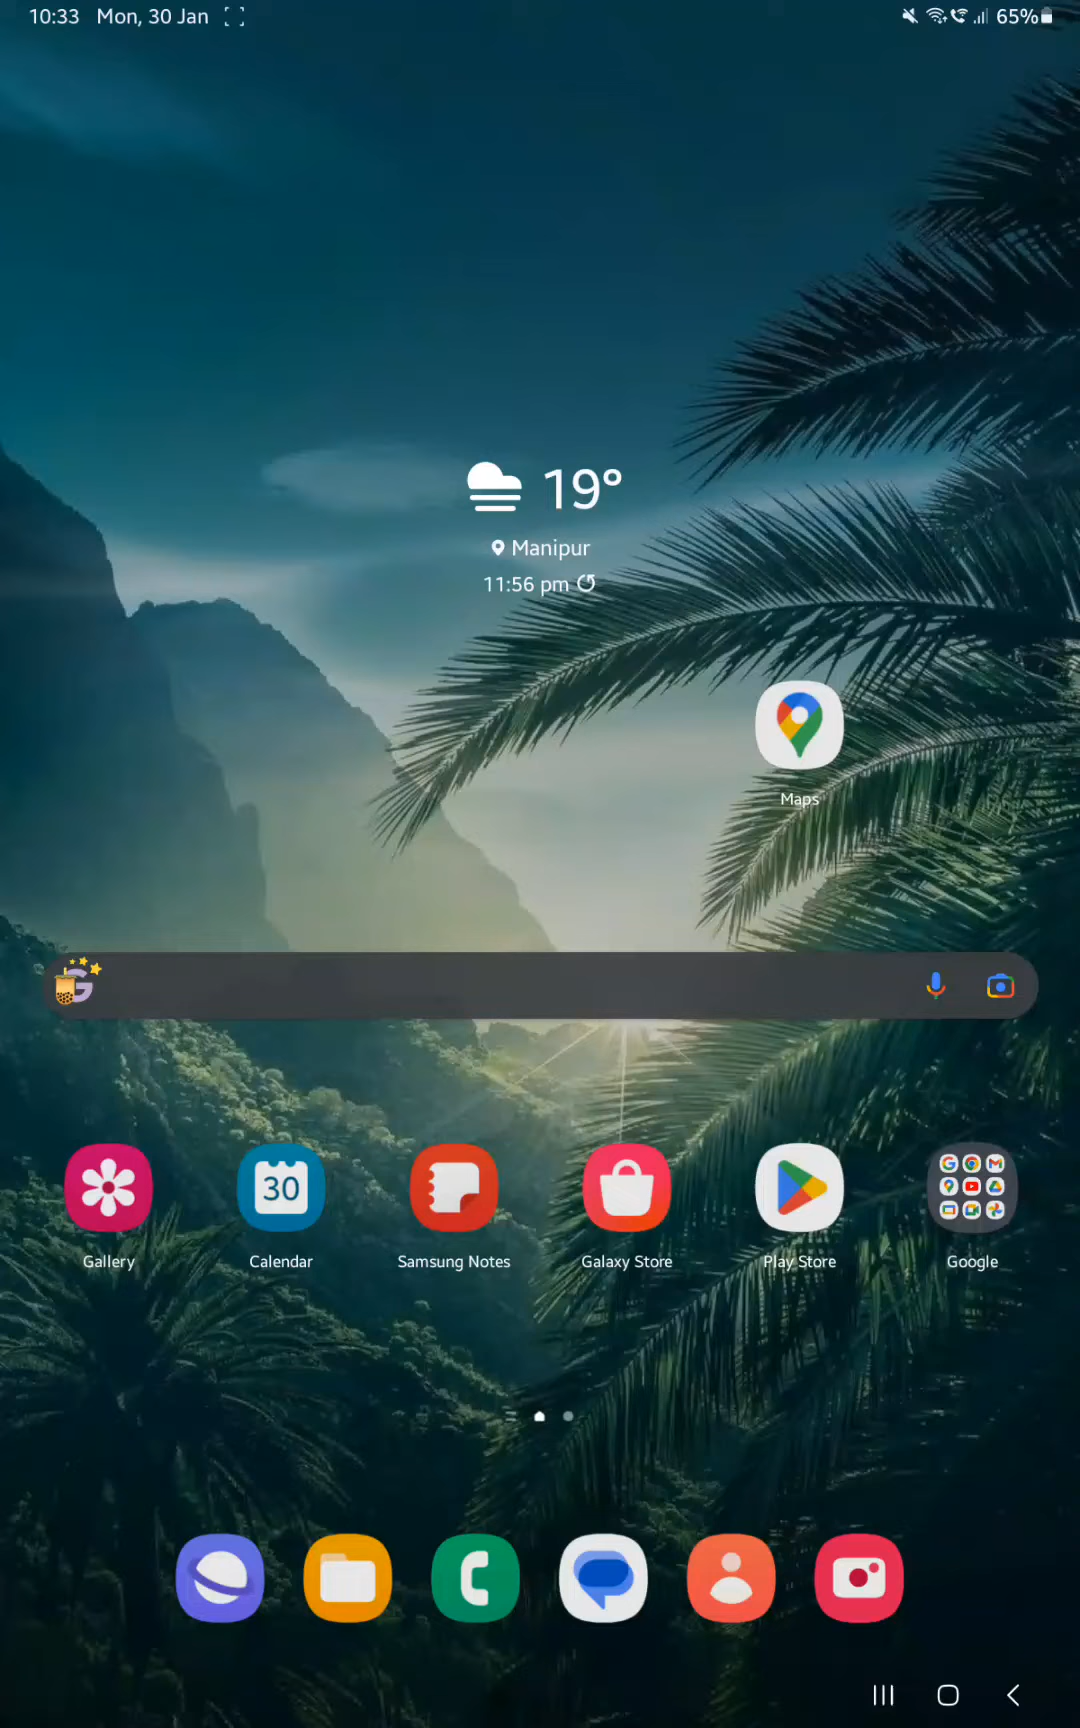 10:33 Mon, 30 Jan 65%
19°
Manipur
11:56 pm
Maps
G
30
Gallery Calendar Samsung Notes Galaxy Store Play Store Google